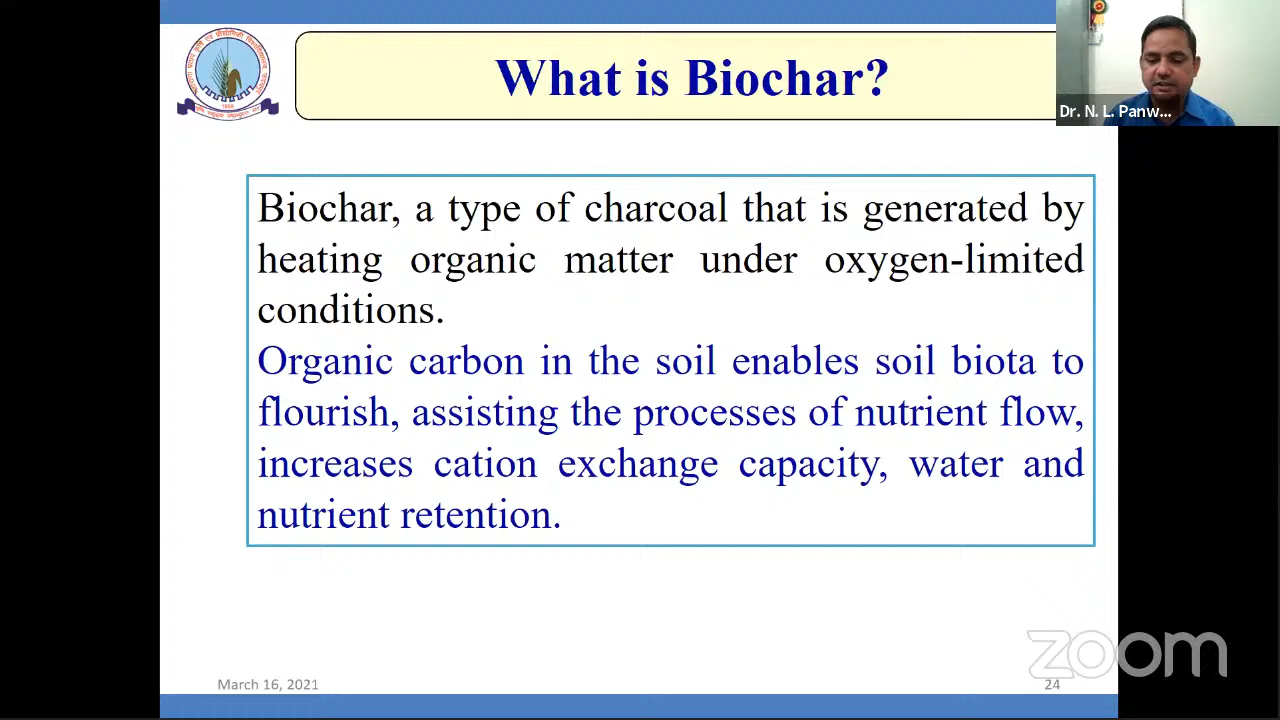 What is Biochar?
Dr. N. L. Panw...
Biochar, a type of charcoal that is generated by
heating organic matter under oxygen-limited
conditions.
Organic carbon in the soil enables soil biota to
flourish, assisting the processes of nutrient flow,
increases cation exchange capacity, water and
nutrient retention.
zoom
March 16, 2021
24